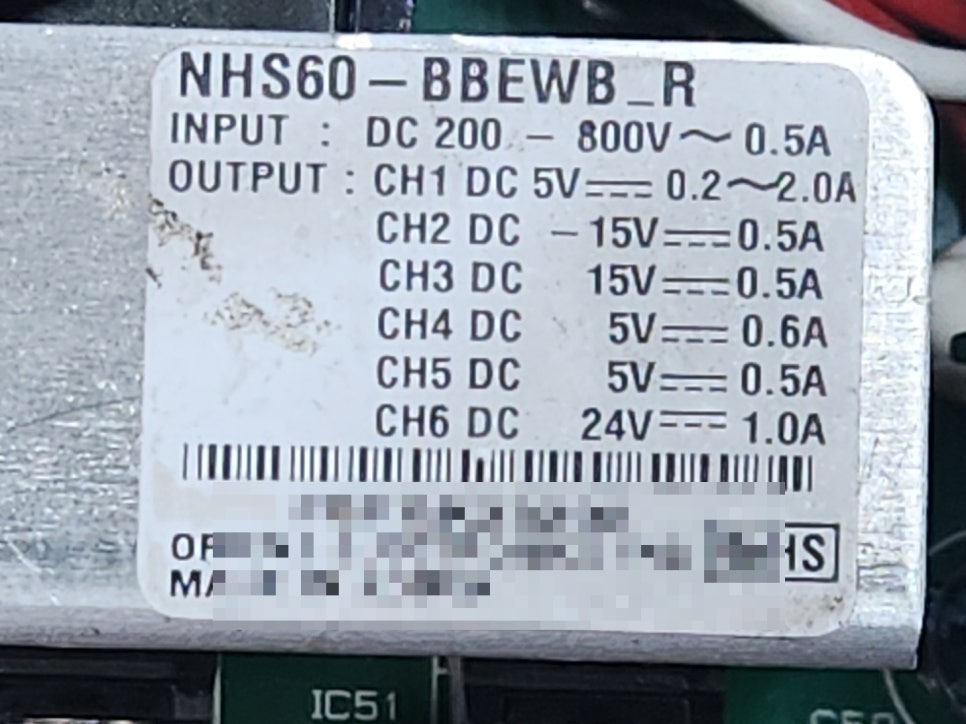 NHS60-BBEWB_R
INPUT : DC 200 - 800V～ 0.5A
OUTPUT : CH1 DC 5V⎓ 0.2～2.0A
CH2 DC -15V⎓0.5A
CH3 DC 15V⎓0.5A
CH4 DC 5V⎓ 0.6A
CH5 DC 5V⎓ 0.5A
CH6 DC 24V⎓ 1.0A
IC51